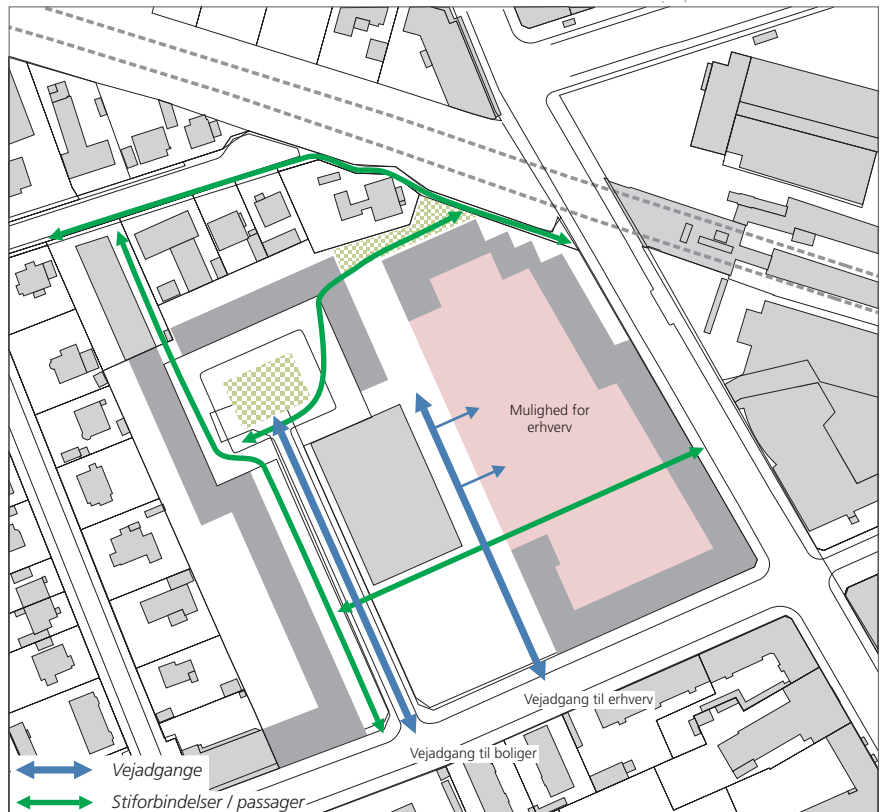 Mulighed for
erhverv
Vejadgang til erhverv
Vejadgang til boliger
Vejadgange
Stiforbindelser / passager